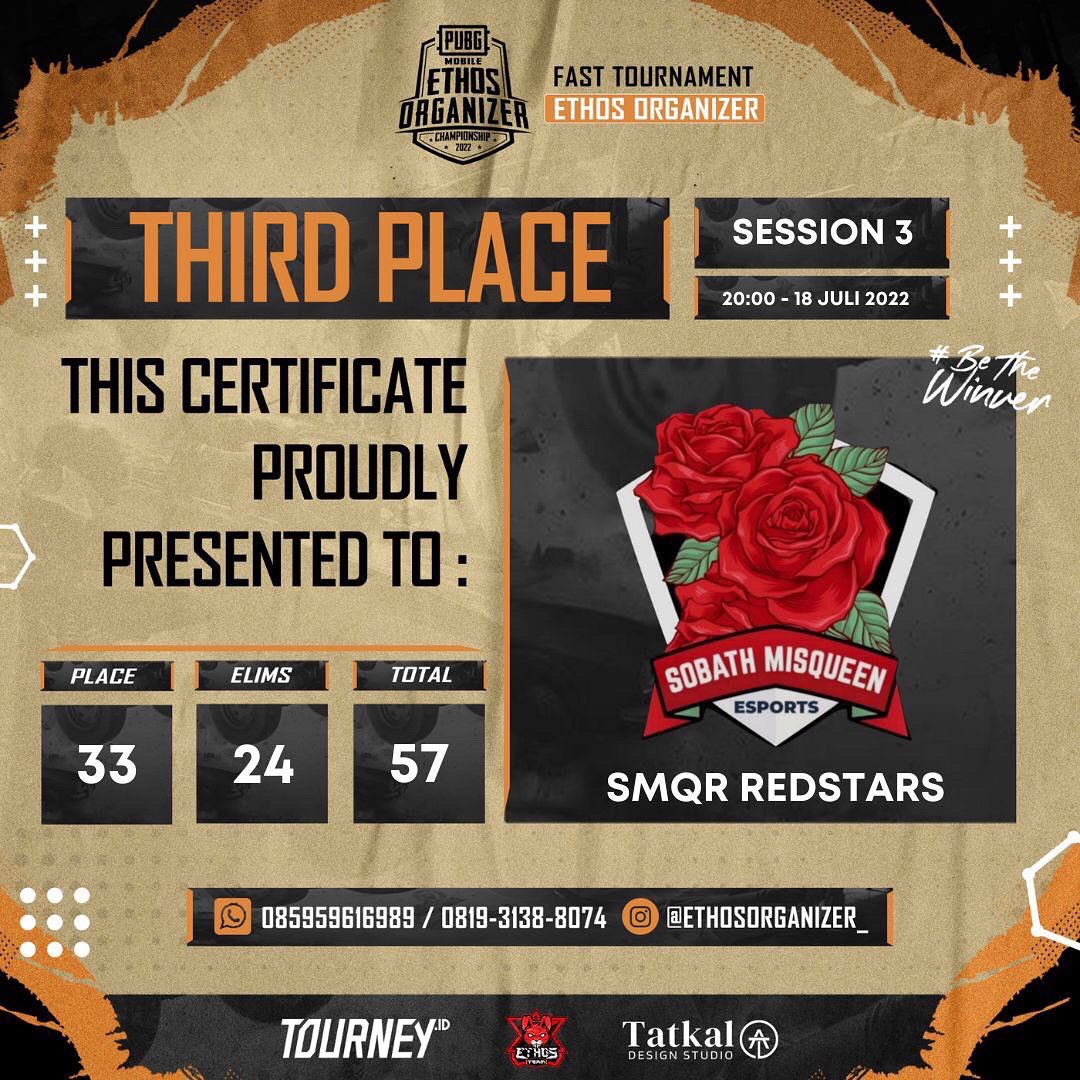 PUBG
MOBILE
ETHOS
ORGANIZER
CHAMPIONSHIP
2022
FAST TOURNAMENT
ETHOS ORGANIZER
THIRD PLACE
SESSION 3
20:00 - 18 JULI 2022
# Be The
Winner
THIS CERTIFICATE
PROUDLY
PRESENTED TO :
SOBATH MISQUEEN
ESPORTS
SMQR REDSTARS
PLACE ELIMS TOTAL
33 24 57
085959616989 / 0819-3138-8074 @ETHOSORGANIZER_
TOURNEY.ID
ETHOS
TEAM
Tatkal
DESIGN STUDIO